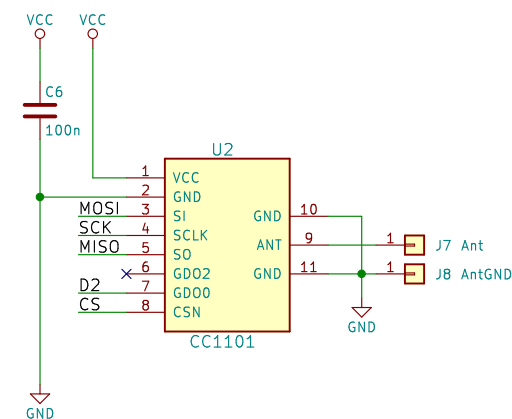 VCC VCC
C6
100n
U2
1 VCC
2 GND
MOSI 3 SI
SCK 4 SCLK
MISO 5 SO
6 GDO2
D2 7 GDO0
CS 8 CSN
GND 10
ANT 9 1 J7 Ant
GND 11 1 J8 AntGND
CC1101
GND
GND